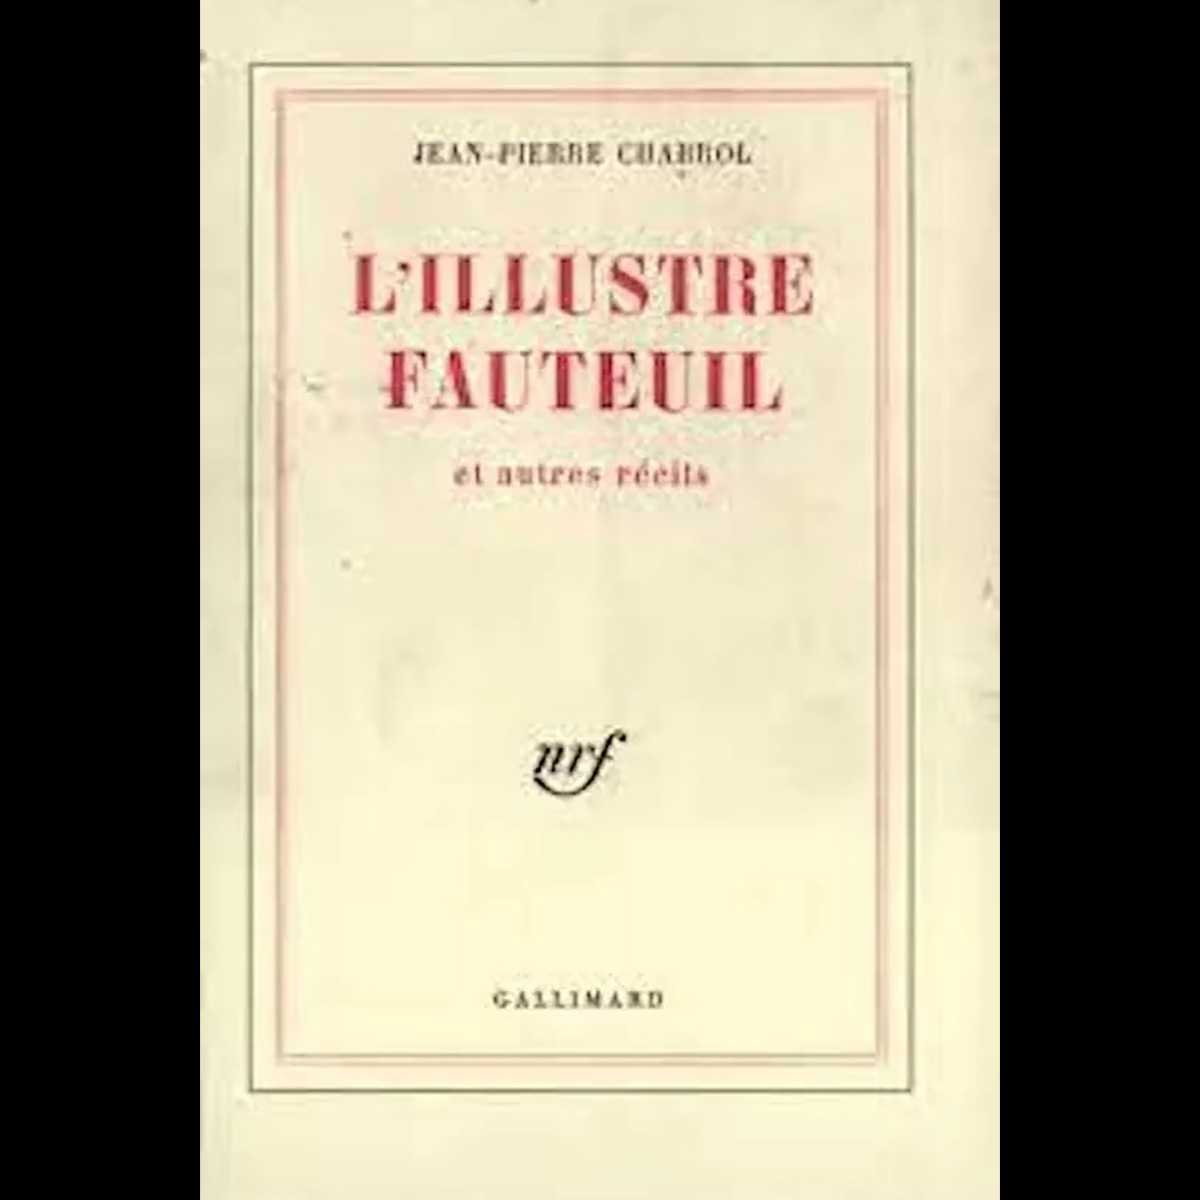 JEAN-PIERRE CHABROL
L'ILLUSTRE
FAUTEUIL
et autres récits
nrf
GALLIMARD